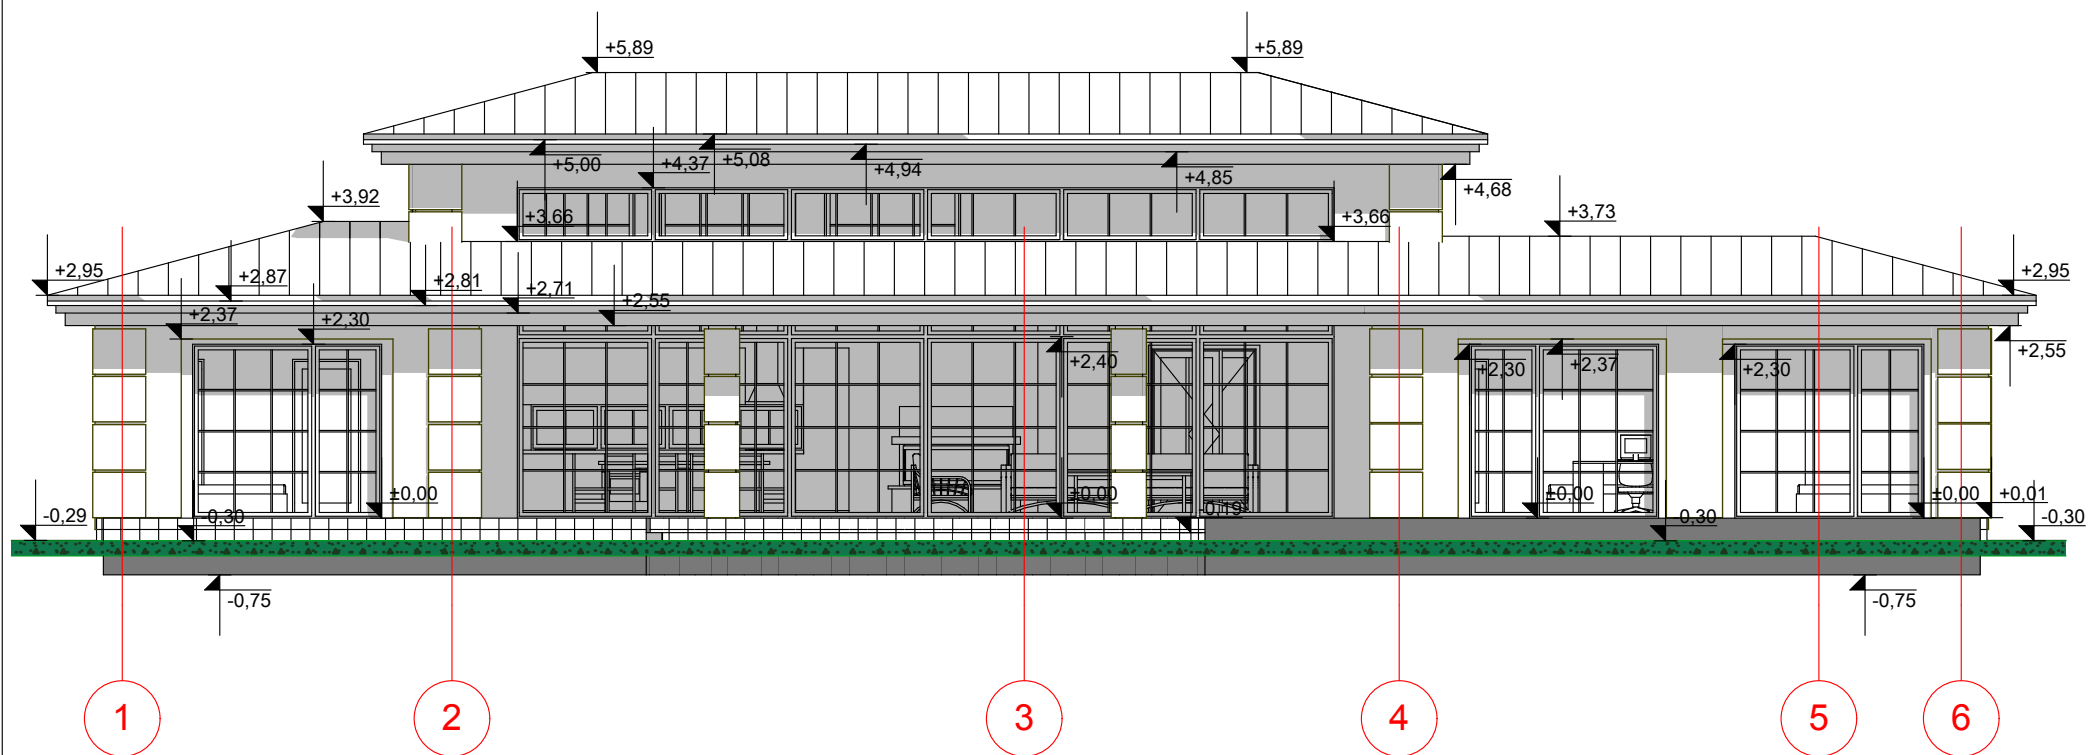 +5,89 +5,89
+5,00 +4,37 +5,08 +4,94 +4,85 +4,68
+3,92 +3,66 +3,66 +3,73
+2,95 +2,87 +2,81 +2,71 +2,55 +2,95
+2,37 +2,30 +2,40 +2,30 +2,37 +2,30 +2,55
±0,00 ±0,00 ±0,00 ±0,00 +0,01
-0,29 -0,30 -0,19 -0,30 -0,30
-0,75 -0,75
1 2 3 4 5 6